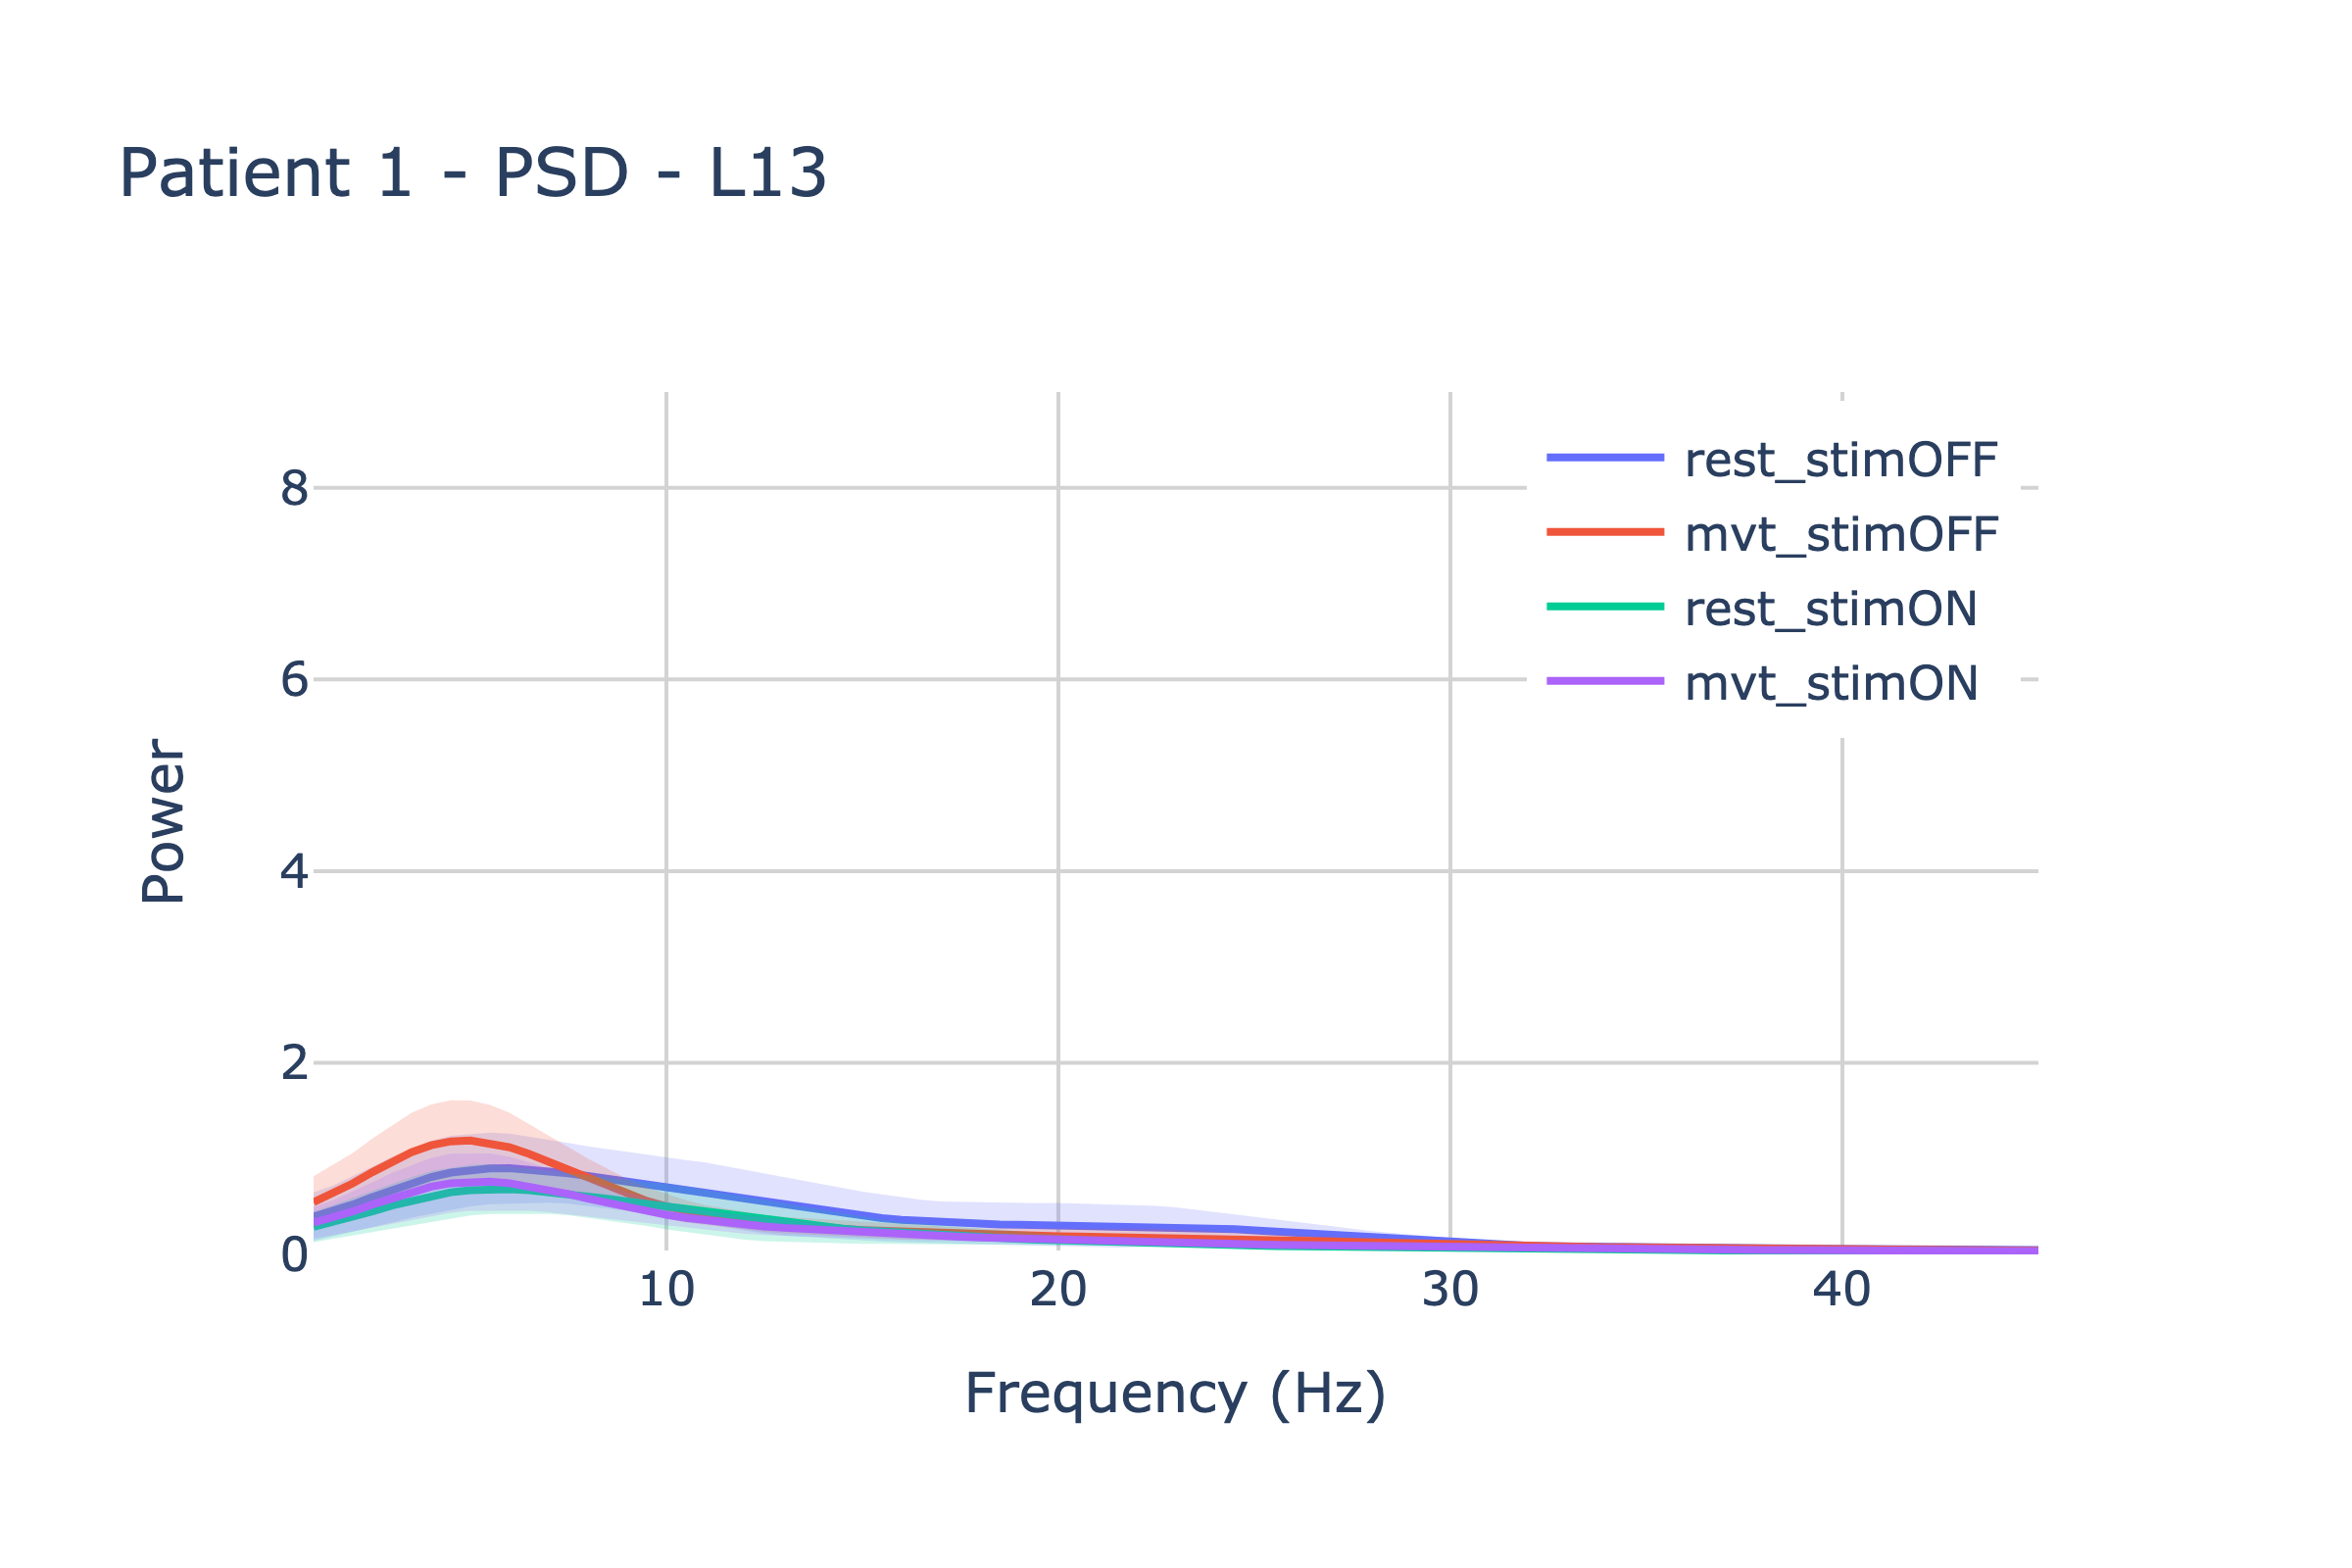 Patient 1 - PSD - L13
rest_stimOFF
mvt_stimOFF
rest_stimON
mvt_stimON
8
6
4
2
0
Power
10 20 30 40
Frequency (Hz)